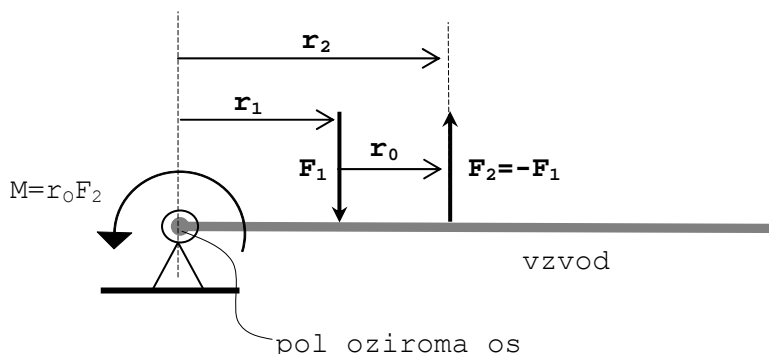 r₂
r₁
F₁
r₀
F₂=-F₁
M=r₀F₂
vzvod
pol oziroma os